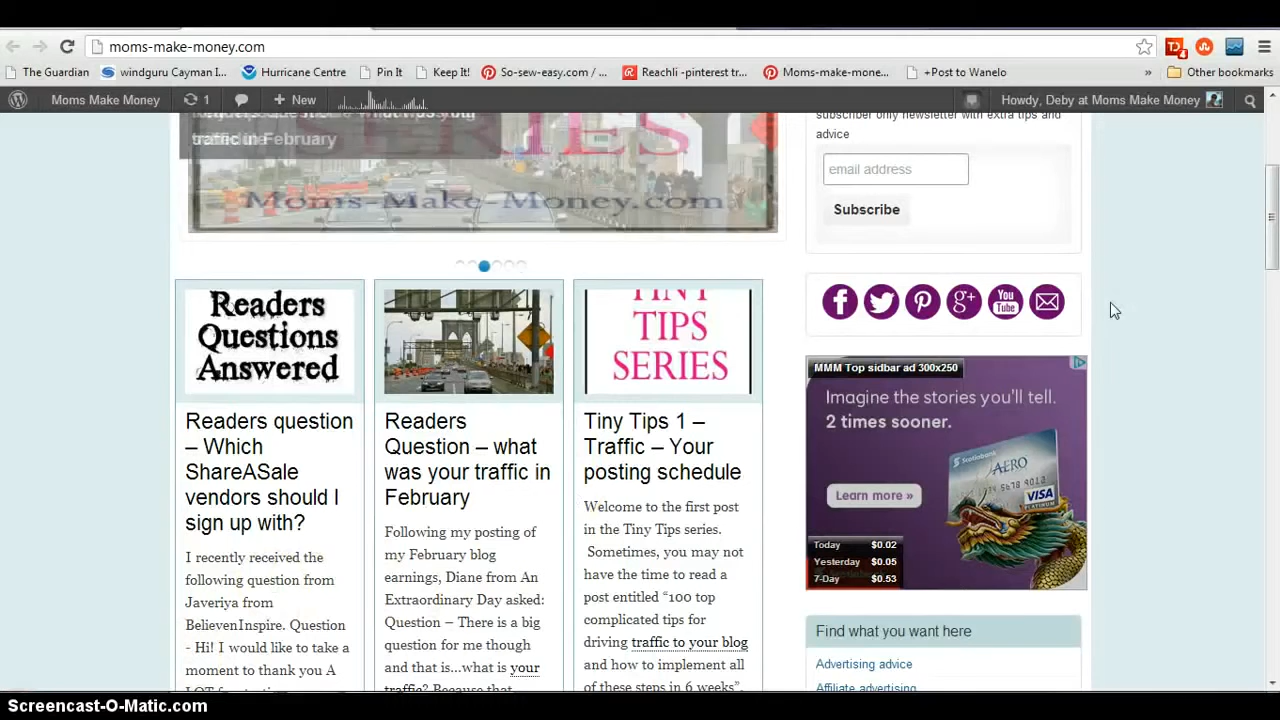 moms-make-money.com
The Guardian
windguru Cayman I...
Hurricane Centre
Pin It
Keep It!
So-sew-easy.com / ...
Reachli -pinterest tr...
Moms-make-mone...
+Post to Wanelo
»
Other bookmarks
Moms Make Money
1
+ New
Howdy, Deby at Moms Make Money
traffic in February
SERIES
Moms-Make-Money.com
subscriber only newsletter with extra tips and
advice
email address
Subscribe
You
Tube
Readers
Questions
Answered
TINY
TIPS
SERIES
Readers question
– Which
ShareASale
vendors should I
sign up with?
I recently received the
following question from
Javeriya from
BelievenInspire. Question
- Hi! I would like to take a
moment to thank you A
Readers
Question – what
was your traffic in
February
Following my posting of
my February blog
earnings, Diane from An
Extraordinary Day asked:
Question – There is a big
question for me though
and that is...what is your
traffic? Because that
Tiny Tips 1 –
Traffic – Your
posting schedule
Welcome to the first post
in the Tiny Tips series.
Sometimes, you may not
have the time to read a
post entitled “100 top
complicated tips for
driving traffic to your blog
and how to implement all
of these steps in 6 weeks”.
MMM Top sidbar ad 300x250
Imagine the stories you'll tell.
2 times sooner.
Learn more »
Scotiabank
AERO
VISA
PLATINUM
Today $0.02
Yesterday $0.05
7-Day $0.53
Find what you want here
Advertising advice
Affiliate advertising
Screencast-O-Matic.com